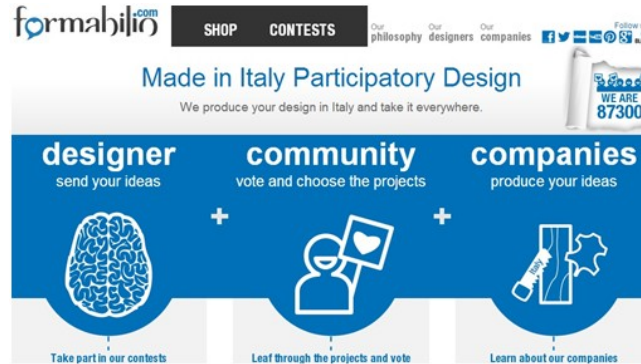 formabilio.com
SHOP CONTESTS
Our philosophy
Our designers
Our companies
Follow
WE ARE
87300
Made in Italy Participatory Design
We produce your design in Italy and take it everywhere.
designer
send your ideas
+
community
vote and choose the projects
+
companies
produce your ideas
Italy
Take part in our contests
Leaf through the projects and vote
Learn about our companies